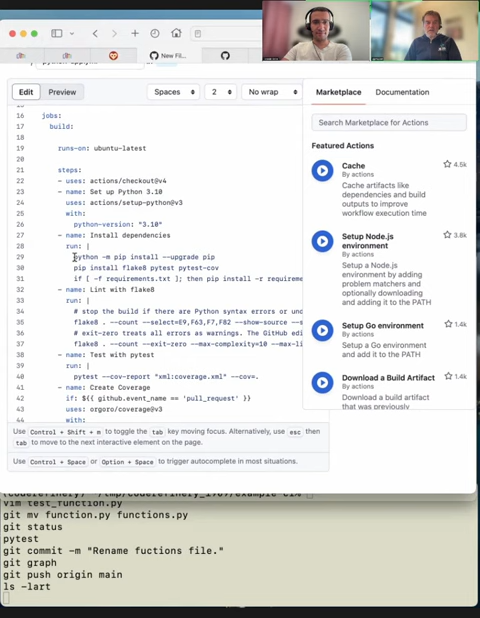 New Fil...
Edit
Preview
Spaces
2
No wrap
16 jobs:
17 build:
18
19 runs-on: ubuntu-latest
20
21 steps:
22 - uses: actions/checkout@v4
23 - name: Set up Python 3.10
24 uses: actions/setup-python@v3
25 with:
26 python-version: "3.10"
27 - name: Install dependencies
28 run: |
29 python -m pip install --upgrade pip
30 pip install flake8 pytest pytest-cov
31 if [ -f requirements.txt ]; then pip install -r requireme
32 - name: Lint with flake8
33 run: |
34 # stop the build if there are Python syntax errors or und
35 flake8 . --count --select=E9,F63,F7,F82 --show-source --s
36 # exit-zero treats all errors as warnings. The GitHub edi
37 flake8 . --count --exit-zero --max-complexity=10 --max-li
38 - name: Test with pytest
39 run: |
40 pytest --cov-report "xml:coverage.xml" --cov=.
41 - name: Create Coverage
42 if: ${{ github.event_name == 'pull_request' }}
43 uses: orgoro/coverage@v3
44 with:
Use Control + Shift + m to toggle the tab key moving focus. Alternatively, use esc then
tab to move to the next interactive element on the page.
Use Control + Space or Option + Space to trigger autocomplete in most situations.
Marketplace
Documentation
Search Marketplace for Actions
Featured Actions
Cache
4.5k
By actions
Cache artifacts like
dependencies and build
outputs to improve
workflow execution time
Setup Node.js
environment
3.8k
By actions
Setup a Node.js
environment by adding
problem matchers and
optionally downloading
and adding it to the PATH
Setup Go environment
1.4k
By actions
Setup a Go environment
and add it to the PATH
Download a Build Artifact
1.4k
By actions
Download a build artifact
that was previously
vim test_function.py
git mv function.py functions.py
git status
pytest
git commit -m "Rename fuctions file."
git graph
git push origin main
ls -lart